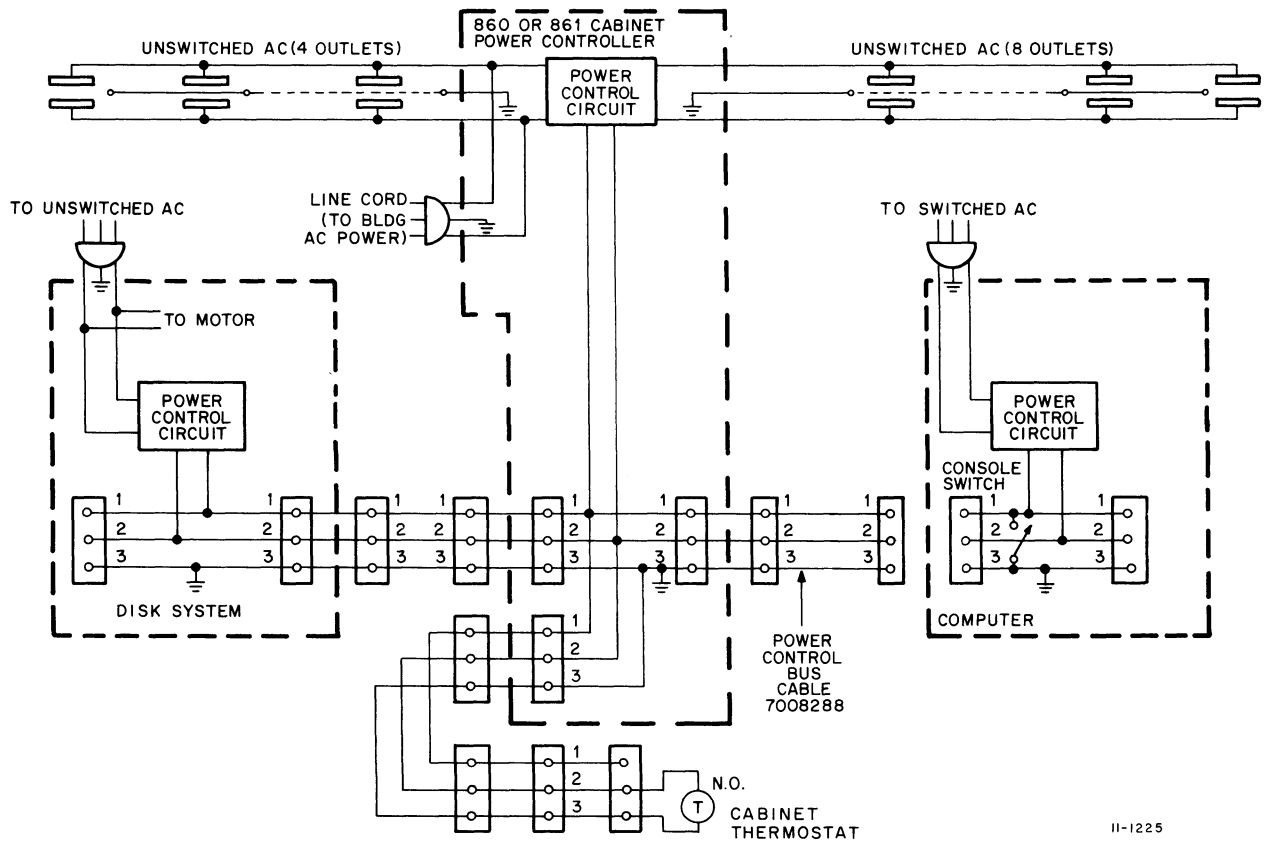 860 OR 861 CABINET
POWER CONTROLLER
UNSWITCHED AC (4 OUTLETS)
UNSWITCHED AC (8 OUTLETS)
POWER
CONTROL
CIRCUIT
LINE CORD
(TO BLDG
AC POWER)
TO UNSWITCHED AC
TO SWITCHED AC
TO MOTOR
POWER
CONTROL
CIRCUIT
POWER
CONTROL
CIRCUIT
CONSOLE
SWITCH
1 1 1 1 1 1 1 1 1 1
2 2 2 2 2 2 2 2 2 2
3 3 3 3 3 3 3 3 3 3
DISK SYSTEM
COMPUTER
1
2
3
POWER
CONTROL
BUS
CABLE
7008288
1
2
3
N.O.
T
CABINET
THERMOSTAT
11-1225